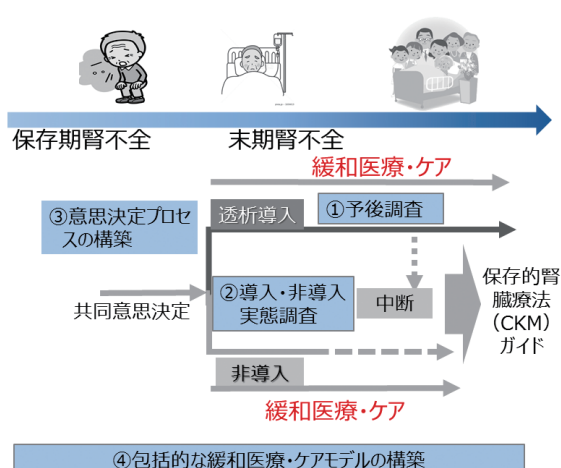 保存期腎不全
末期腎不全
緩和医療・ケア
③意思決定プロセ
スの構築
透析導入
①予後調査
共同意思決定
②導入・非導入
実態調査
中断
保存的腎
臓療法
（CKM）
ガイド
非導入
緩和医療・ケア
④包括的な緩和医療・ケアモデルの構築